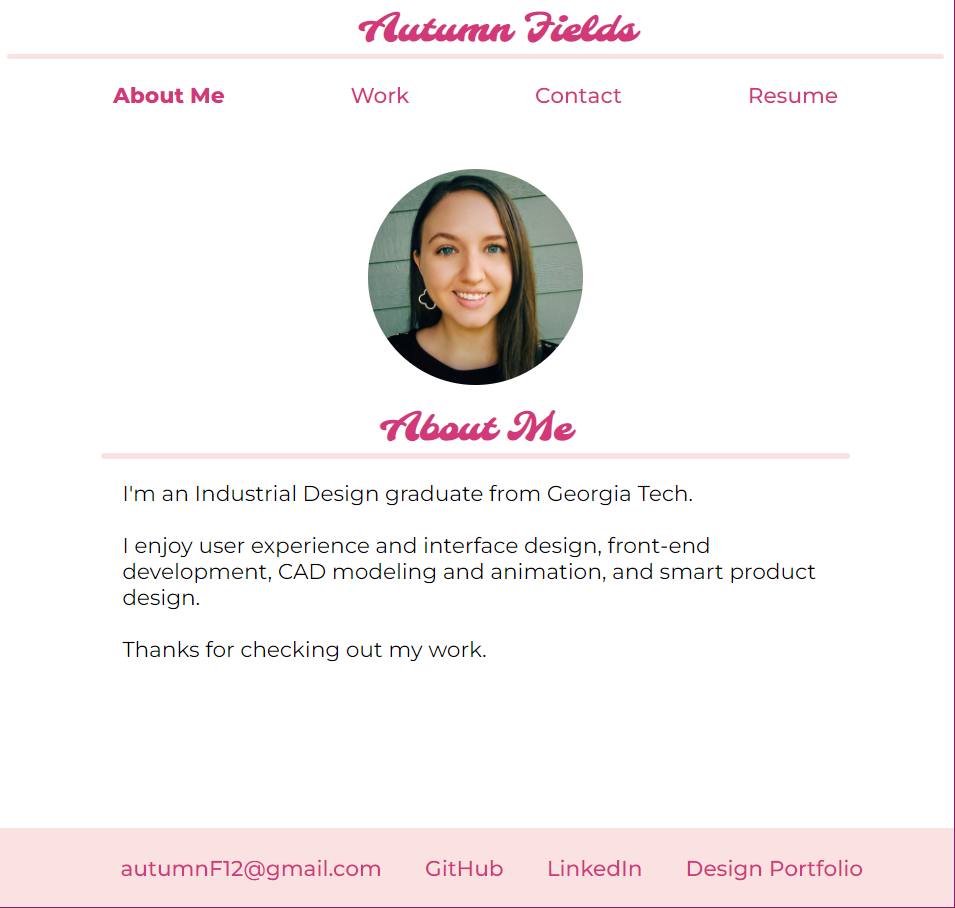 Autumn Fields
About Me Work Contact Resume
About Me
I'm an Industrial Design graduate from Georgia Tech.
I enjoy user experience and interface design, front-end
development, CAD modeling and animation, and smart product
design.
Thanks for checking out my work.
autumnF12@gmail.com GitHub LinkedIn Design Portfolio